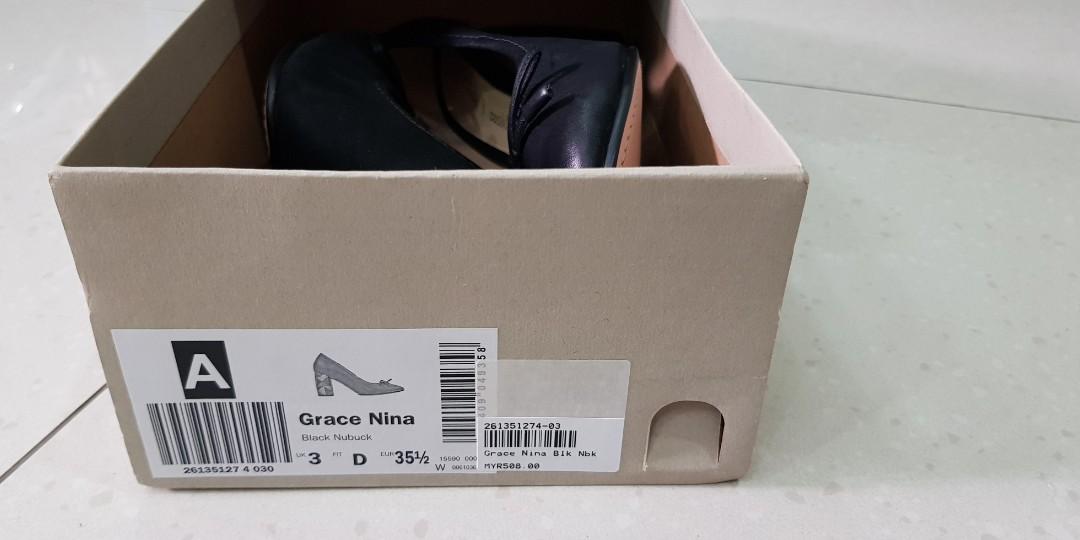 A
26135127 4 030
Grace Nina
Black Nubuck
UK 3 FIT D EUR 35½
W
261351274-03
Grace Nina Blk Nbk
MYR508.00